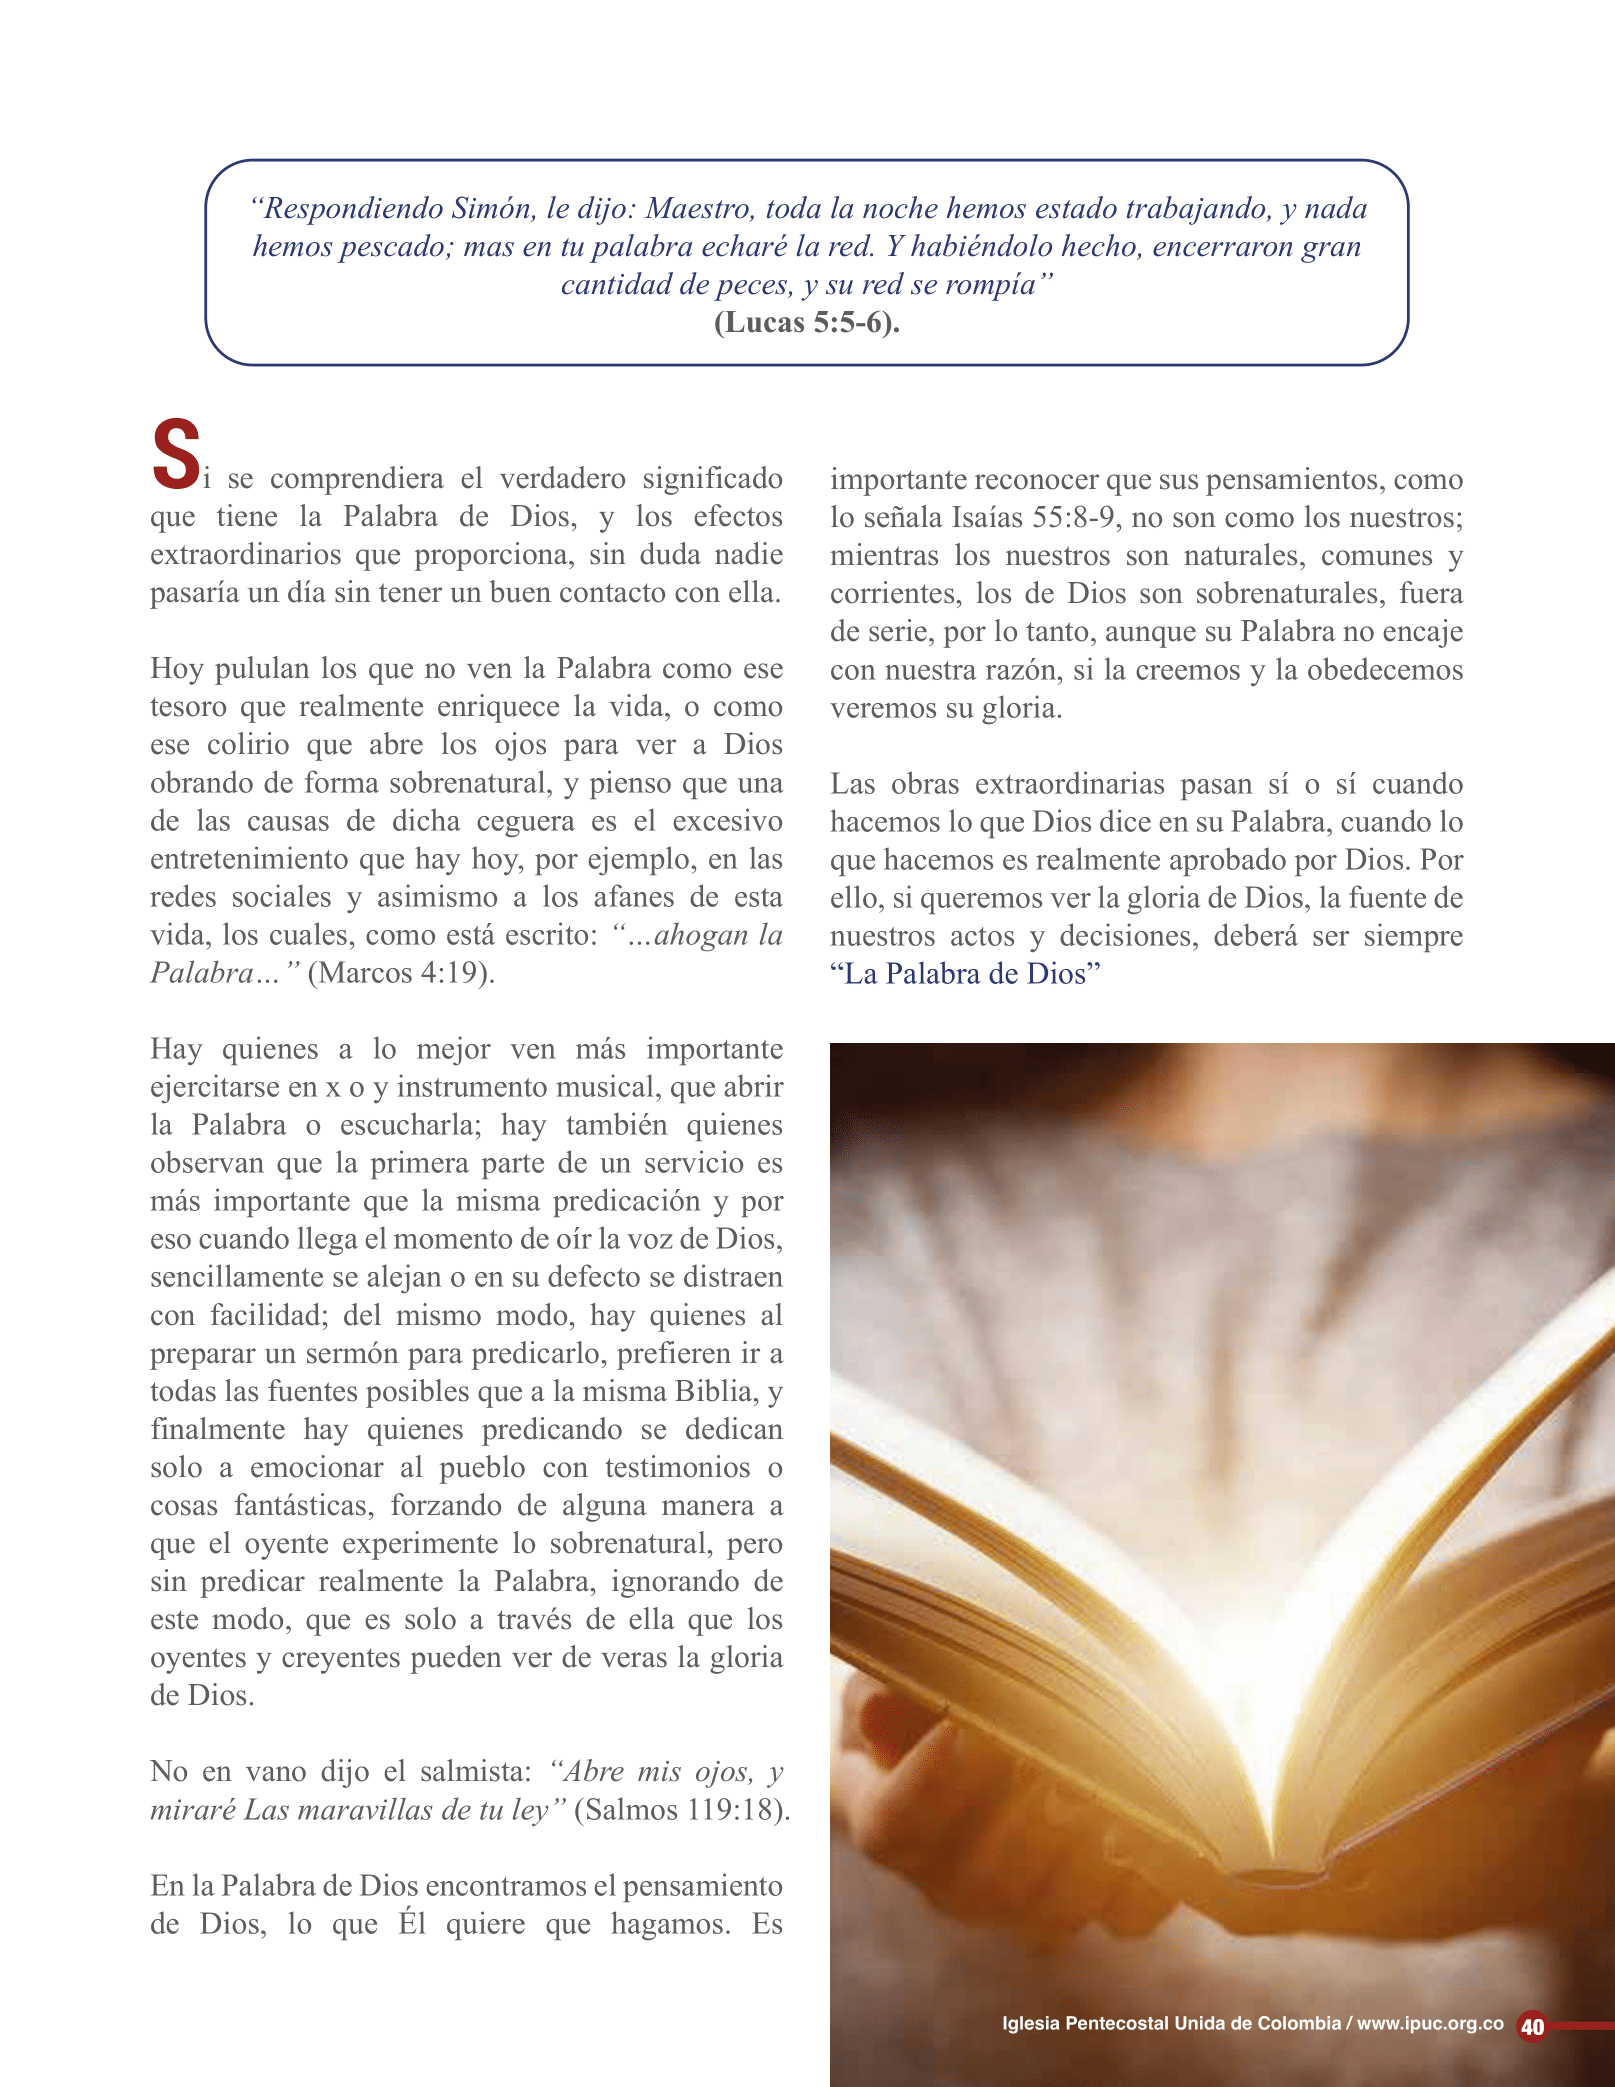 “Respondiendo Simón, le dijo: Maestro, toda la noche hemos estado trabajando, y nada
hemos pescado; mas en tu palabra echaré la red. Y habiéndolo hecho, encerraron gran
cantidad de peces, y su red se rompía”
(Lucas 5:5-6).
Si se comprendiera el verdadero significado
que tiene la Palabra de Dios, y los efectos
extraordinarios que proporciona, sin duda nadie
pasaría un día sin tener un buen contacto con ella.
Hoy pululan los que no ven la Palabra como ese
tesoro que realmente enriquece la vida, o como
ese colirio que abre los ojos para ver a Dios
obrando de forma sobrenatural, y pienso que una
de las causas de dicha ceguera es el excesivo
entretenimiento que hay hoy, por ejemplo, en las
redes sociales y asimismo a los afanes de esta
vida, los cuales, como está escrito: “…ahogan la
Palabra…” (Marcos 4:19).
Hay quienes a lo mejor ven más importante
ejercitarse en x o y instrumento musical, que abrir
la Palabra o escucharla; hay también quienes
observan que la primera parte de un servicio es
más importante que la misma predicación y por
eso cuando llega el momento de oír la voz de Dios,
sencillamente se alejan o en su defecto se distraen
con facilidad; del mismo modo, hay quienes al
preparar un sermón para predicarlo, prefieren ir a
todas las fuentes posibles que a la misma Biblia, y
finalmente hay quienes predicando se dedican
solo a emocionar al pueblo con testimonios o
cosas fantásticas, forzando de alguna manera a
que el oyente experimente lo sobrenatural, pero
sin predicar realmente la Palabra, ignorando de
este modo, que es solo a través de ella que los
oyentes y creyentes pueden ver de veras la gloria
de Dios.
No en vano dijo el salmista: “Abre mis ojos, y
miraré Las maravillas de tu ley” (Salmos 119:18).
En la Palabra de Dios encontramos el pensamiento
de Dios, lo que Él quiere que hagamos. Es
importante reconocer que sus pensamientos, como
lo señala Isaías 55:8-9, no son como los nuestros;
mientras los nuestros son naturales, comunes y
corrientes, los de Dios son sobrenaturales, fuera
de serie, por lo tanto, aunque su Palabra no encaje
con nuestra razón, si la creemos y la obedecemos
veremos su gloria.
Las obras extraordinarias pasan sí o sí cuando
hacemos lo que Dios dice en su Palabra, cuando lo
que hacemos es realmente aprobado por Dios. Por
ello, si queremos ver la gloria de Dios, la fuente de
nuestros actos y decisiones, deberá ser siempre
“La Palabra de Dios”
Iglesia Pentecostal Unida de Colombia / www.ipuc.org.co 40